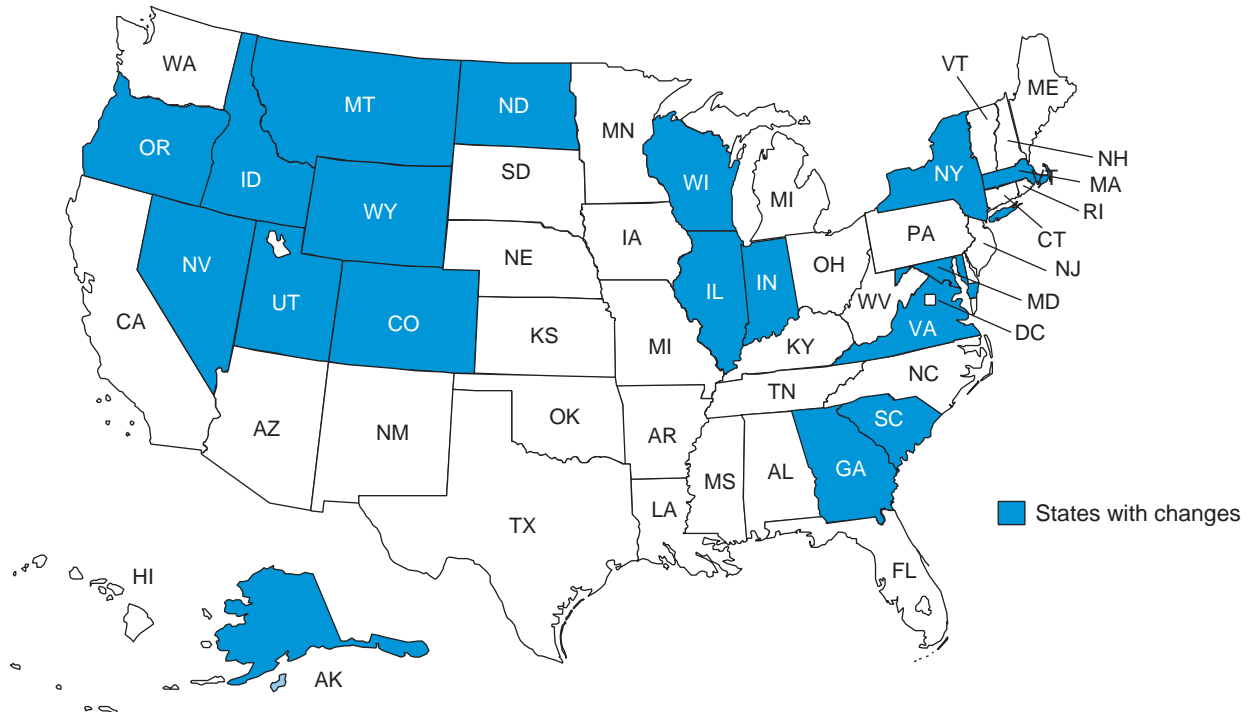 WA
MT
ND
MN
VT
ME
OR
ID
SD
WI
MI
NY
NH
VT
MA
RI
WY
IA
PA
CT
NV
NE
OH
NJ
UT
CO
IL
IN
WV
MD
CA
KS
MI
KY
VA
DC
AZ
NM
OK
TN
NC
AR
SC
MS
AL
GA
TX
LA
States with changes
FL
HI
AK